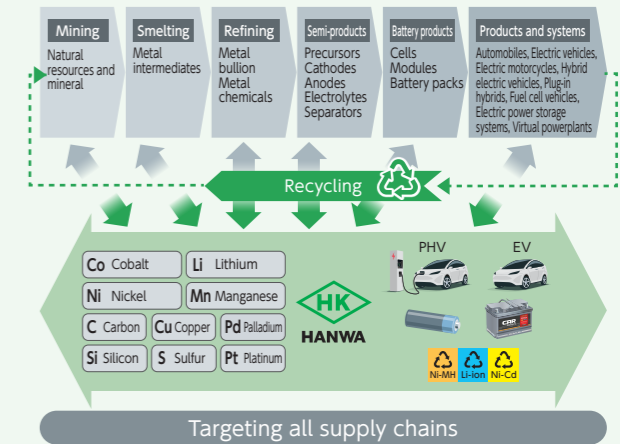 Mining
Natural
resources and
mineral
Smelting
Metal
intermediates
Refining
Metal
bullion
Metal
chemicals
Semi-products
Precursors
Cathodes
Anodes
Electrolytes
Separators
Battery products
Cells
Modules
Battery packs
Products and systems
Automobiles, Electric vehicles,
Electric motorcycles, Hybrid
electric vehicles, Plug-in
hybrids, Fuel cell vehicles,
Electric power storage
systems, Virtual powerplants
Recycling
Co Cobalt
Li Lithium
Ni Nickel
Mn Manganese
C Carbon
Cu Copper
Pd Palladium
Si Silicon
S Sulfur
Pt Platinum
HK
HANWA
PHV
EV
CAR
Ni-MH
Li-ion
Ni-Cd
Targeting all supply chains